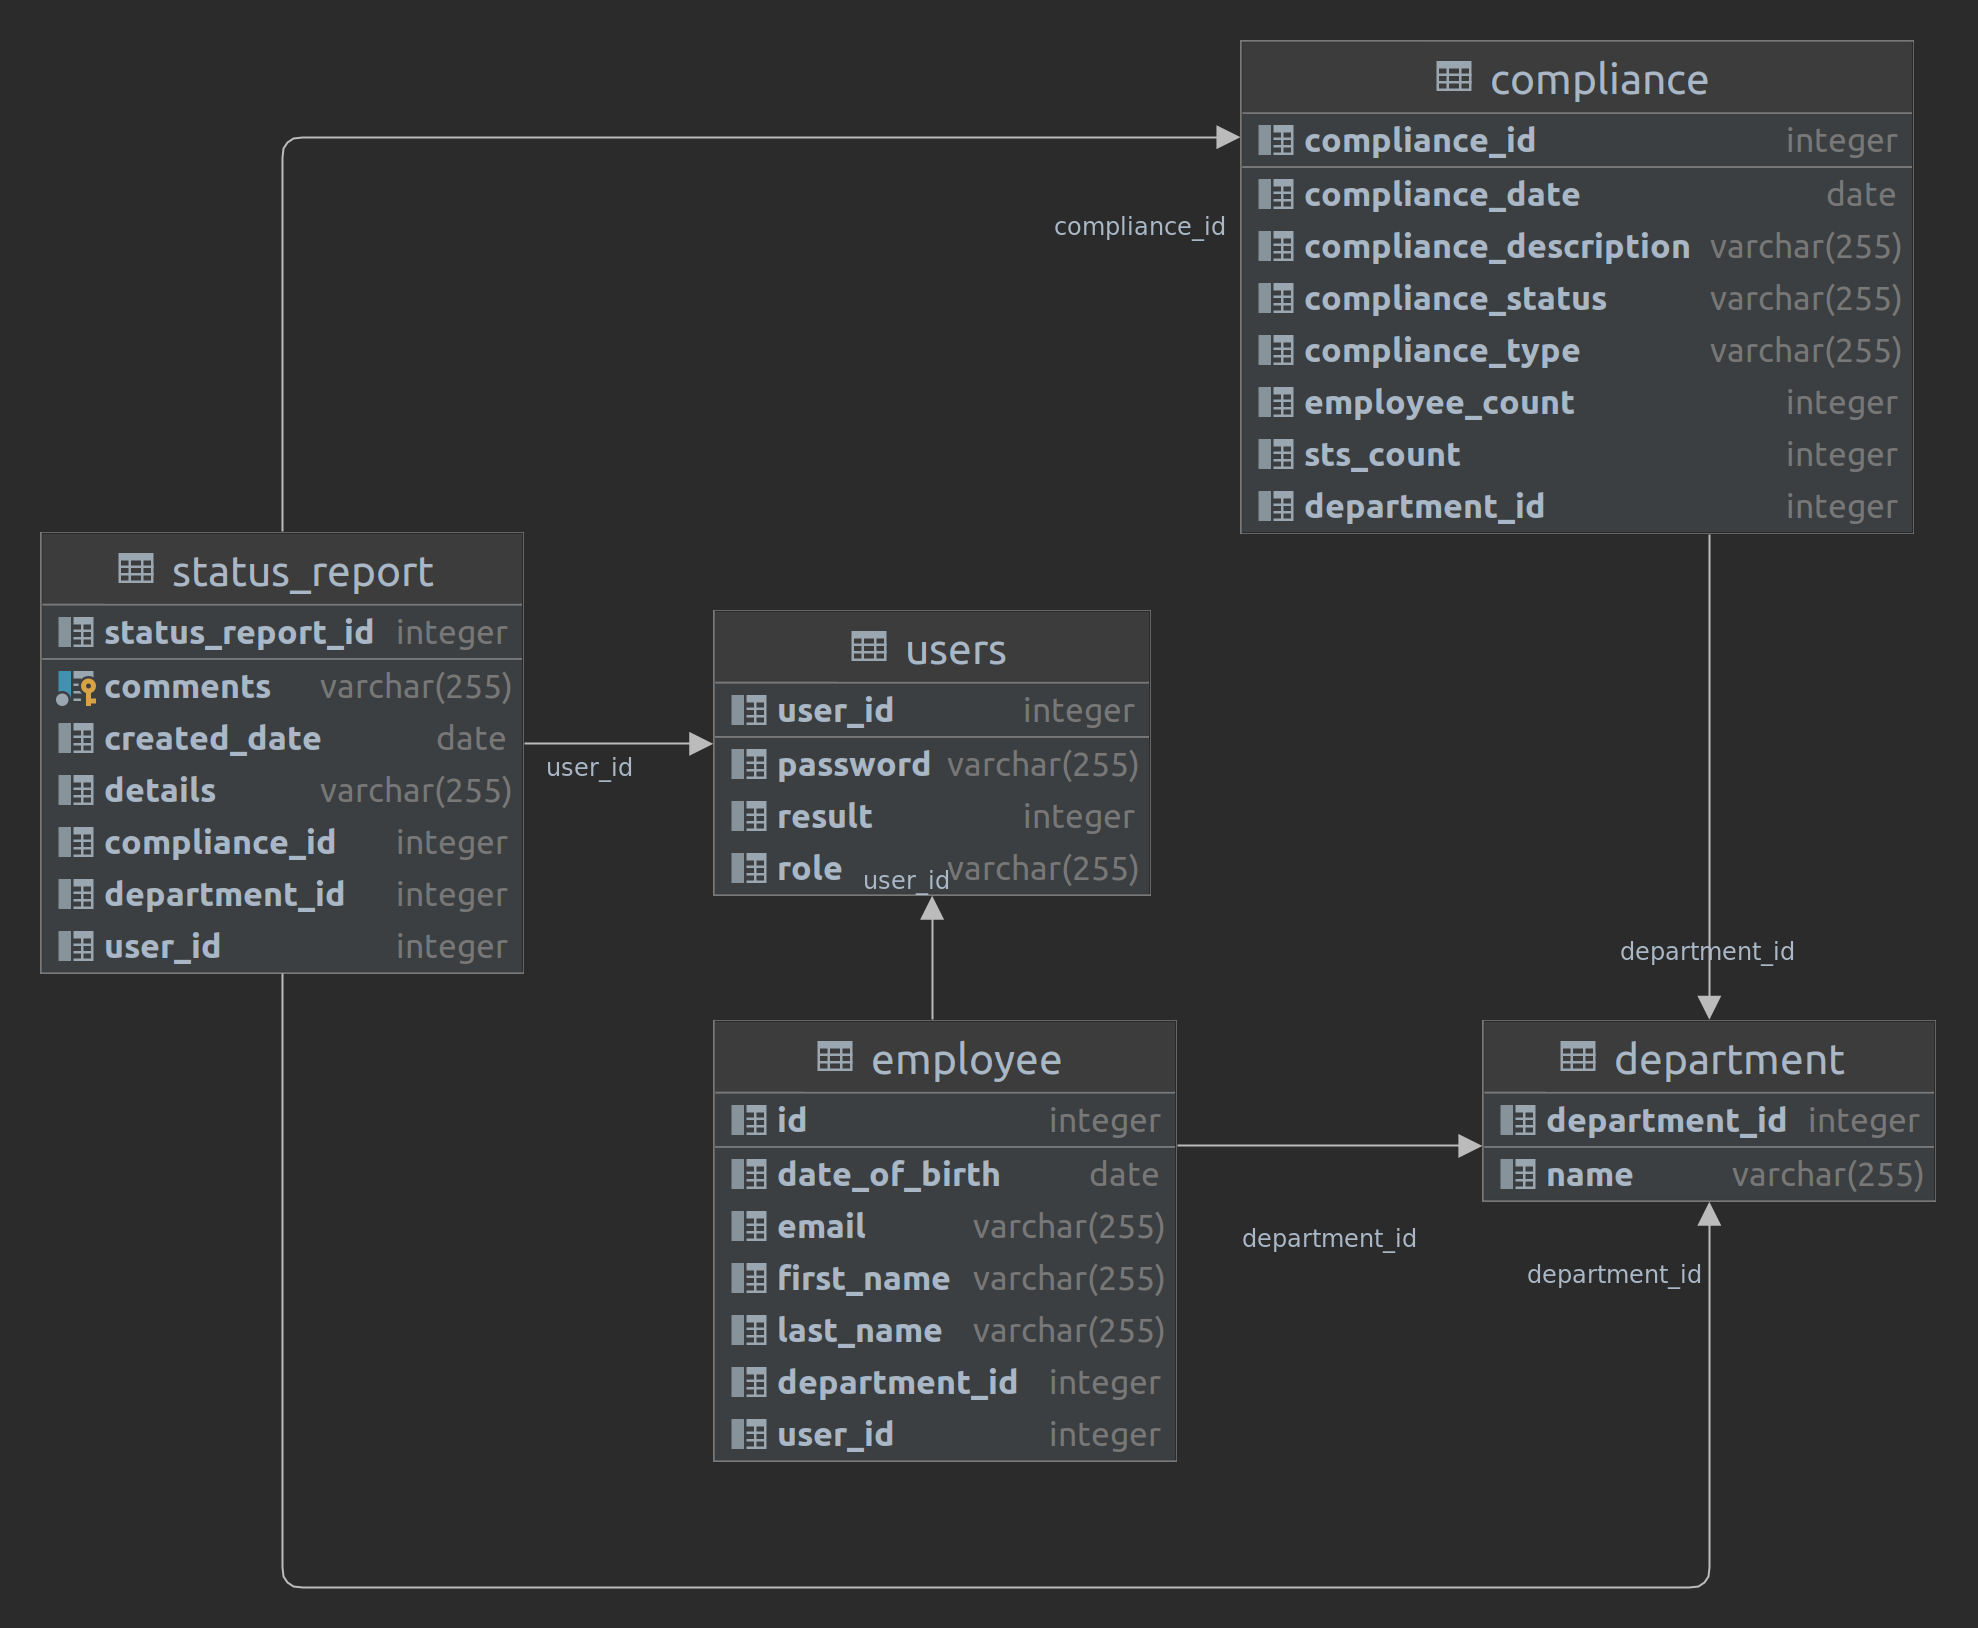 compliance
compliance_id integer
compliance_date date
compliance_description varchar(255)
compliance_status varchar(255)
compliance_type varchar(255)
employee_count integer
sts_count integer
department_id integer
compliance_id
status_report
status_report_id integer
comments varchar(255)
created_date date
details varchar(255)
compliance_id integer
department_id integer
user_id integer
user_id
users
user_id integer
password varchar(255)
result integer
role varchar(255)
user_id
department_id
employee
id integer
date_of_birth date
email varchar(255)
first_name varchar(255)
last_name varchar(255)
department_id integer
user_id integer
department_id
department
department_id integer
name varchar(255)
department_id